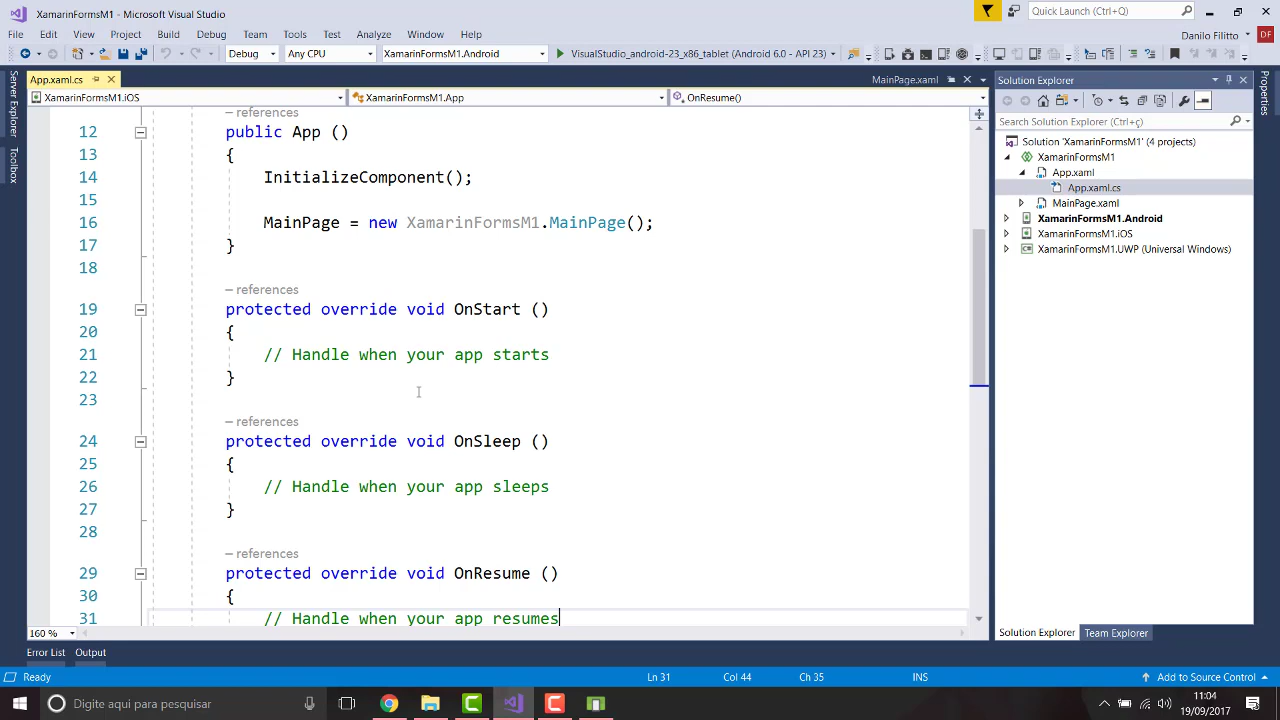 XamarinFormsM1 - Microsoft Visual Studio
Quick Launch (Ctrl+Q)
File Edit View Project Build Debug Team Tools Test Analyze Window Help
Danilo Filitto DF
Debug Any CPU XamarinFormsM1.Android VisualStudio_android-23_x86_tablet (Android 6.0 - API 23)
Server Explorer
Toolbox
App.xaml.cs MainPage.xaml
XamarinFormsM1.iOS XamarinFormsM1.App OnResume()
– references
12 public App ()
13 {
14 InitializeComponent();
15
16 MainPage = new XamarinFormsM1.MainPage();
17 }
18
– references
19 protected override void OnStart ()
20 {
21 // Handle when your app starts
22 }
23
– references
24 protected override void OnSleep ()
25 {
26 // Handle when your app sleeps
27 }
28
– references
29 protected override void OnResume ()
30 {
31 // Handle when your app resumes
160 %
Solution Explorer
Search Solution Explorer (Ctrl+ç)
Solution 'XamarinFormsM1' (4 projects)
XamarinFormsM1
App.xaml
App.xaml.cs
MainPage.xaml
XamarinFormsM1.Android
XamarinFormsM1.iOS
XamarinFormsM1.UWP (Universal Windows)
Solution Explorer Team Explorer
Properties
Error List Output
Ready Ln 31 Col 44 Ch 35 INS Add to Source Control
Digite aqui para pesquisar
11:04
19/09/2017